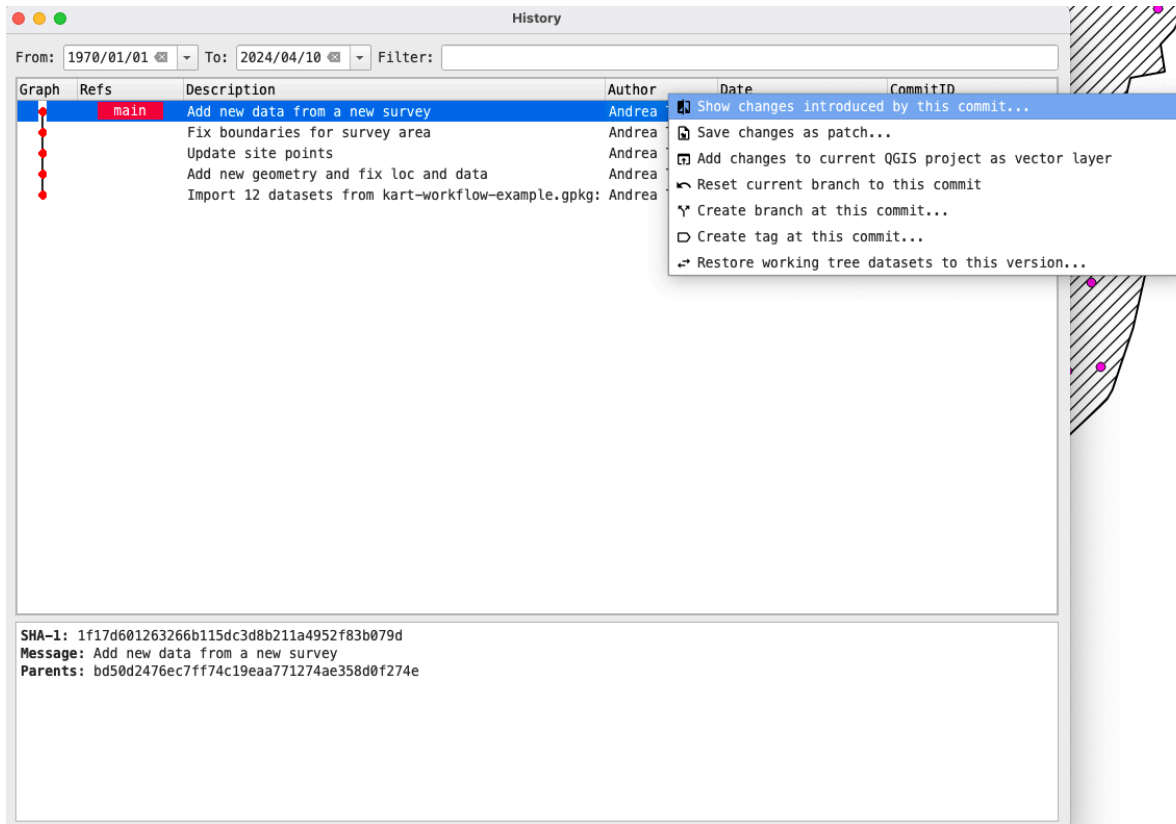 History
From: 1970/01/01 To: 2024/04/10 Filter:
Graph Refs Description Author Date CommitID
main Add new data from a new survey Andrea
Fix boundaries for survey area Andrea
Update site points Andrea
Add new geometry and fix loc and data Andrea
Import 12 datasets from kart-workflow-example.gpkg: Andrea
Show changes introduced by this commit...
Save changes as patch...
Add changes to current QGIS project as vector layer
Reset current branch to this commit
Create branch at this commit...
Create tag at this commit...
Restore working tree datasets to this version...
SHA-1: 1f17d601263266b115dc3d8b211a4952f83b079d
Message: Add new data from a new survey
Parents: bd50d2476ec7ff74c19eaa771274ae358d0f274e